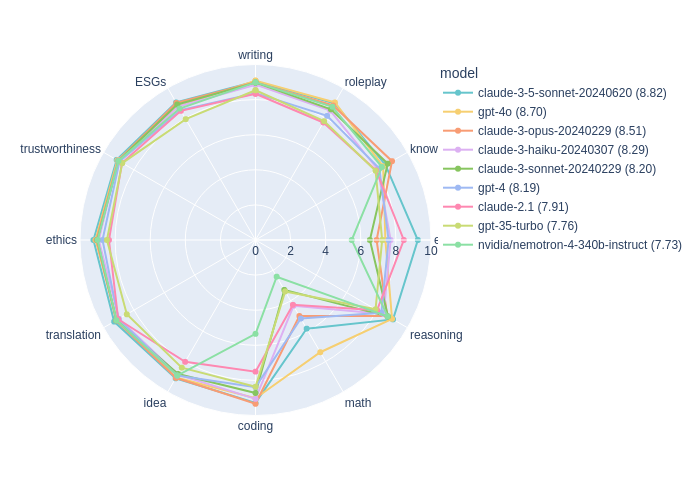 writing
ESGs
roleplay
trustworthiness
know
ethics
0 2 4 6 8 10
e
translation
reasoning
idea
math
coding
model
claude-3-5-sonnet-20240620 (8.82)
gpt-4o (8.70)
claude-3-opus-20240229 (8.51)
claude-3-haiku-20240307 (8.29)
claude-3-sonnet-20240229 (8.20)
gpt-4 (8.19)
claude-2.1 (7.91)
gpt-35-turbo (7.76)
nvidia/nemotron-4-340b-instruct (7.73)